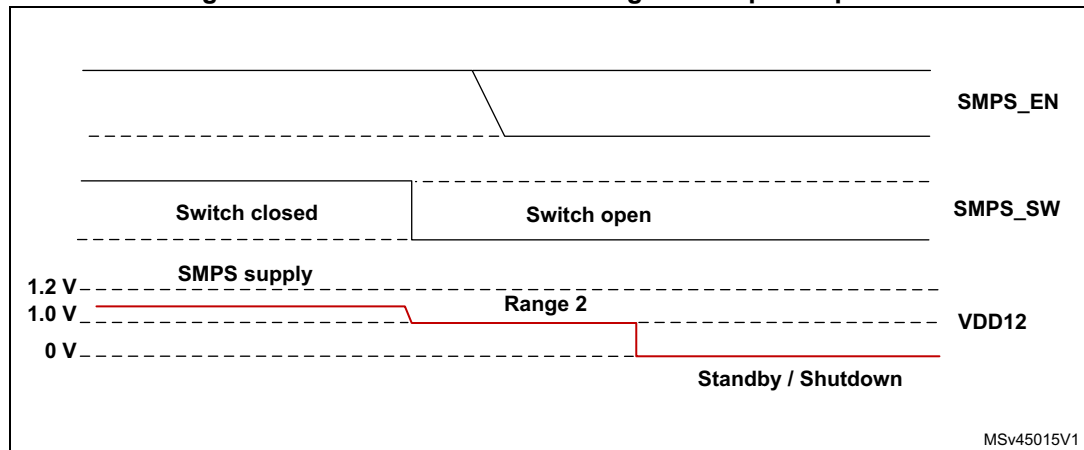 SMPS_EN
Switch closed
Switch open
SMPS_SW
SMPS supply
1.2 V
Range 2
1.0 V
VDD12
0 V
Standby / Shutdown
MSv45015V1